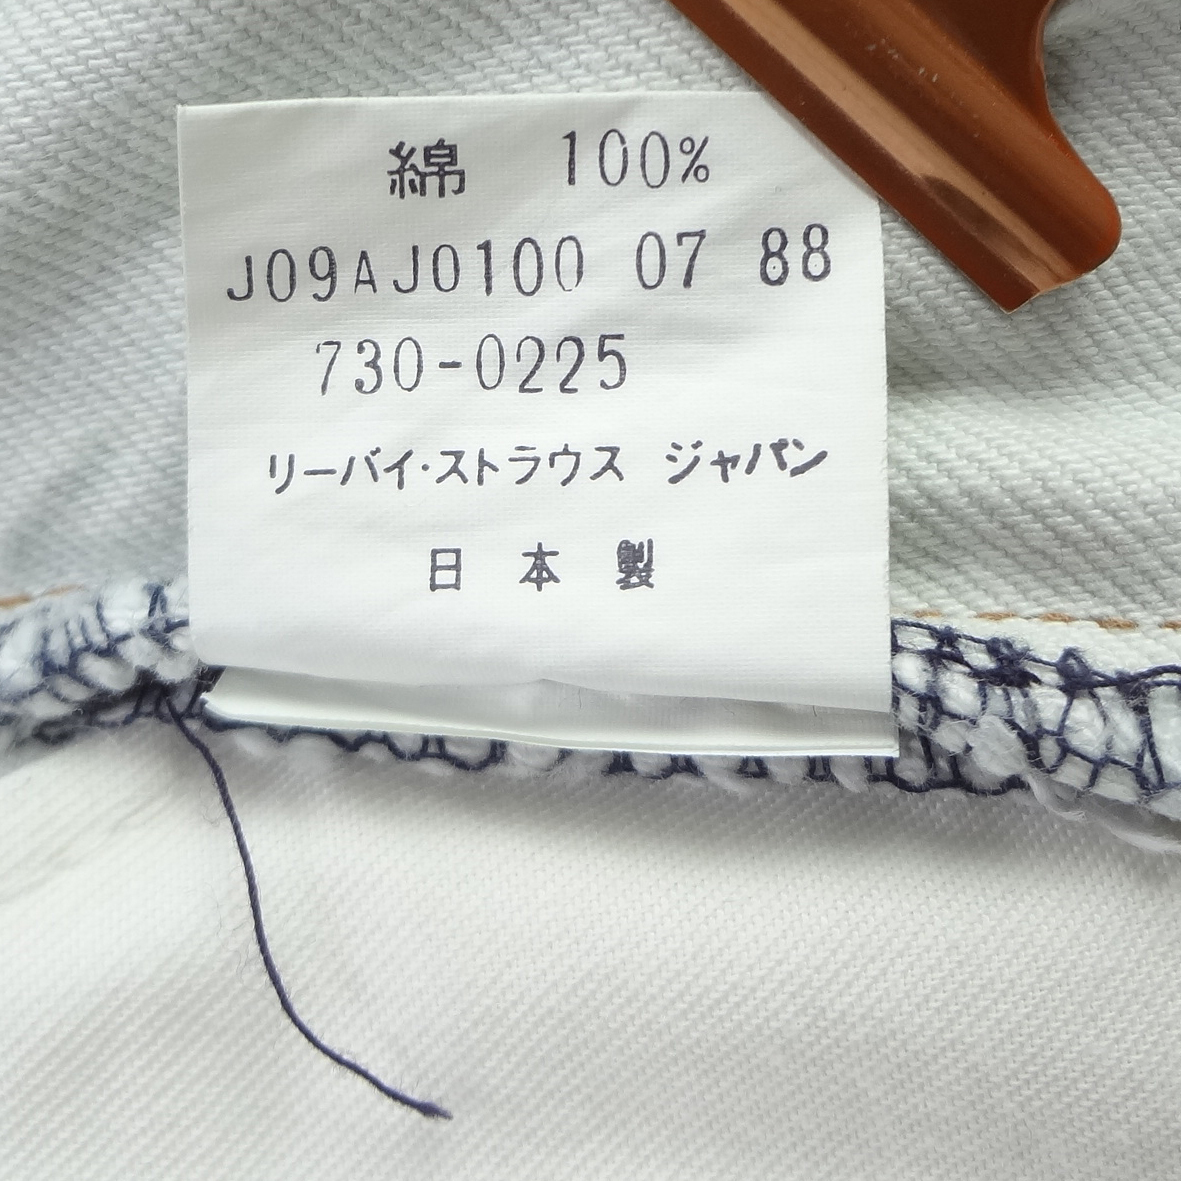 綿 100%
J09AJ0100 07 88
730-0225
リーバイ·ストラウス ジャパン
日本製